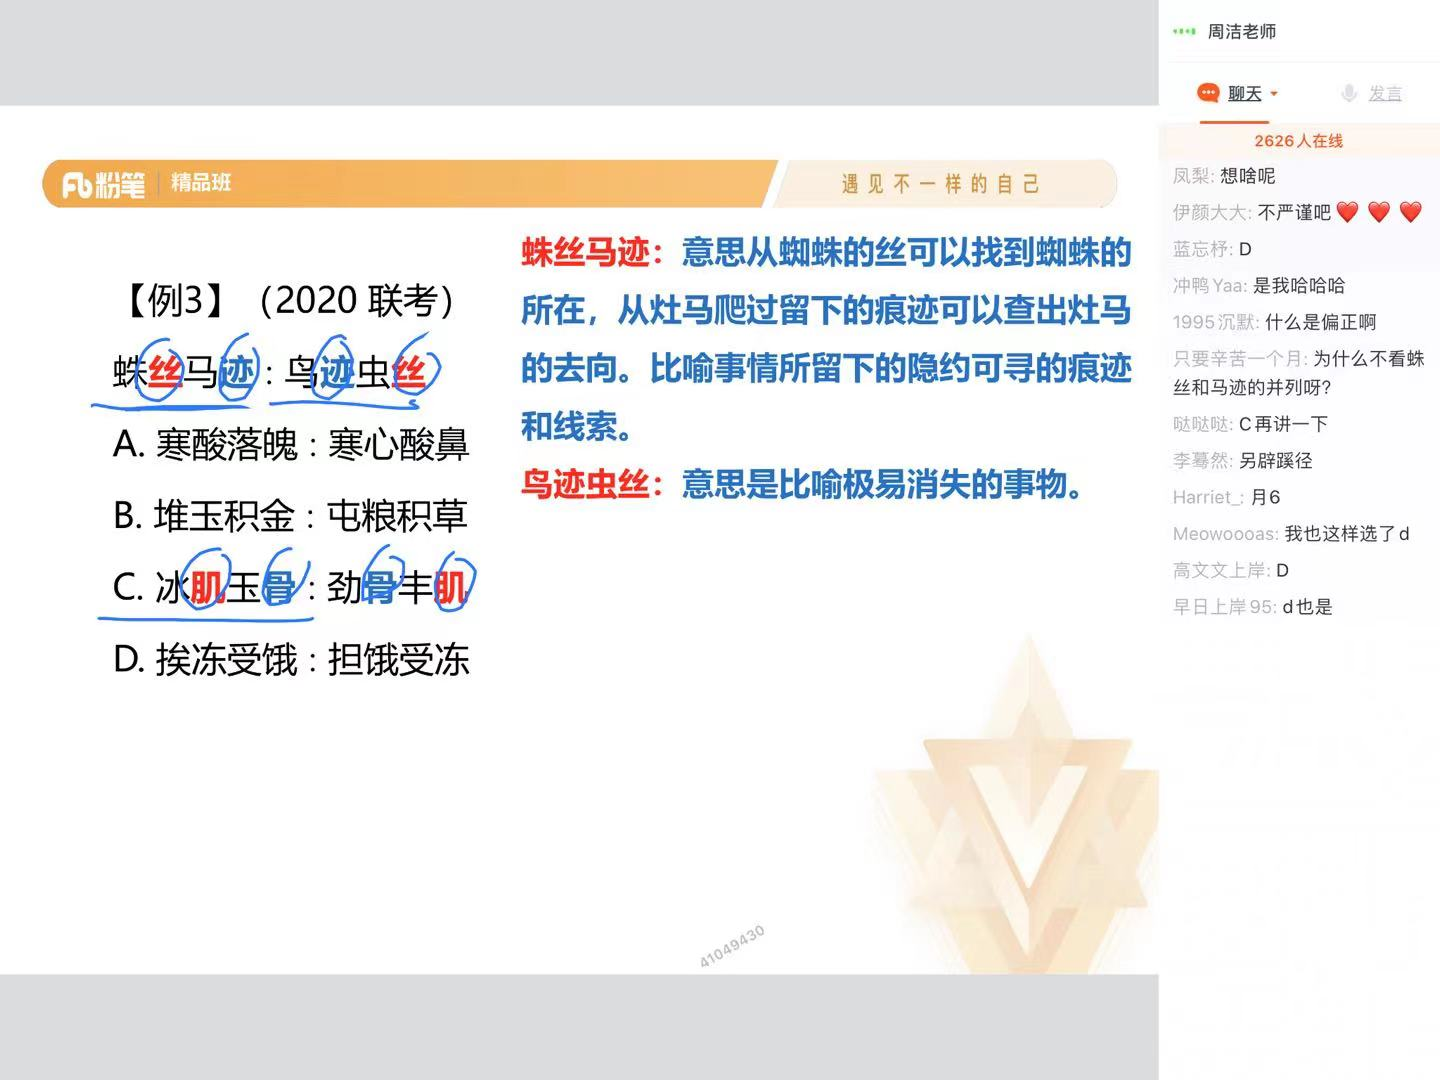 周洁老师
聊天
发言
2626人在线
粉笔 精品班
遇见不一样的自己
【例3】（2020 联考）
蛛丝马迹 : 鸟迹虫丝
A. 寒酸落魄 : 寒心酸鼻
B. 堆玉积金 : 屯粮积草
C. 冰肌玉骨 : 劲骨丰肌
D. 挨冻受饿 : 担饿受冻
蛛丝马迹：意思从蜘蛛的丝可以找到蜘蛛的
所在，从灶马爬过留下的痕迹可以查出灶马
的去向。比喻事情所留下的隐约可寻的痕迹
和线索。
鸟迹虫丝：意思是比喻极易消失的事物。
41049430
凤梨: 想啥呢
伊颜大大: 不严谨吧❤️ ❤️ ❤️
蓝忘杼: D
冲鸭Yaa: 是我哈哈哈
1995沉默: 什么是偏正啊
只要辛苦一个月: 为什么不看蛛
丝和马迹的并列呀?
哒哒哒: C再讲一下
李蓦然: 另辟蹊径
Harriet_: 月6
Meowoooas: 我也这样选了d
高文文上岸: D
早日上岸95: d也是